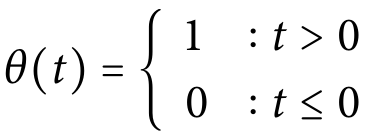 θ(t) = { 1 : t > 0
0 : t ≤ 0